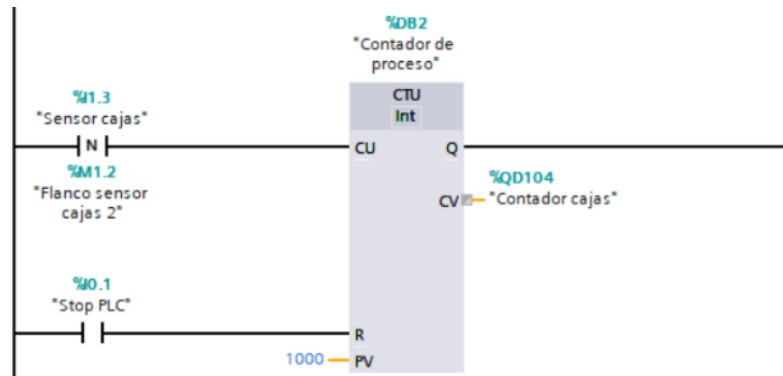 %DB2
"Contador de
proceso"
CTU
Int
%I1.3
"Sensor cajas"
N
CU
Q
%M1.2
"Flanco sensor
cajas 2"
%QD104
CV
"Contador cajas"
%I0.1
"Stop PLC"
R
1000
PV